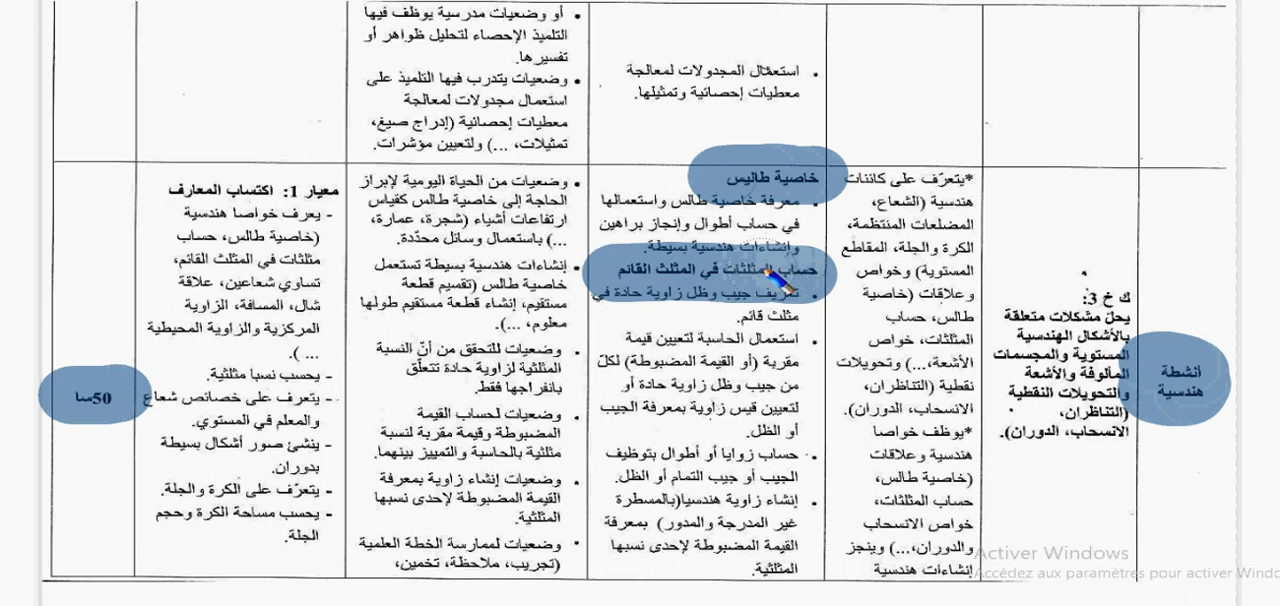 أو وضعيات مدرسية يوظف فيها
التلميذ الإحصاء لتحليل ظواهر أو
تفسيرها.
• وضعيات يتدرب فيها التلميذ على
استعمال مجدولات لمعالجة
معطيات إحصائية (إدراج صيغ،
تمثيلات، ...) ولتعيين مؤشرات.
• استعمال المجدولات لمعالجة
معطيات إحصائية وتمثيلها.
أنشطة
هندسية
ك خ 3:
يحل مشكلات متعلقة
بالأشكال الهندسية
المستوية والمجسمات
المألوفة والأشعة
والتحويلات النقطية
(التناظران،
الانسحاب، الدوران).
*يتعرّف على كائنات
هندسية (الشعاع،
المضلعات المنتظمة،
الكرة والجلة، المقاطع
المستوية) وخواص
وعلاقات (خاصية
طالس، حساب
المثلثات، خواص
الأشعة،...) وتحويلات
نقطية (التناظران،
الانسحاب، الدوران).
*يوظف خواصا
هندسية وعلاقات
(خاصية طالس،
حساب المثلثات،
خواص الانسحاب
والدوران،...) وينجز
إنشاءات هندسية
خاصية طاليس
• معرفة خاصية طالس واستعمالها
في حساب أطوال وإنجاز براهين
وإنشاءات هندسية بسيطة.
حساب المثلثات في المثلث القائم
• تعريف جيب وظل زاوية حادة في
مثلث قائم.
• استعمال الحاسبة لتعيين قيمة
مقربة (أو القيمة المضبوطة) لكلّ
من جيب وظل زاوية حادة أو
لتعيين قيس زاوية بمعرفة الجيب
أو الظل.
• حساب زوايا أو أطوال بتوظيف
الجيب أو جيب التمام أو الظل.
• إنشاء زاوية هندسيا(بالمسطرة
غير المدرجة والمدور) بمعرفة
القيمة المضبوطة لإحدى نسبها
المثلثية.
• وضعيات من الحياة اليومية لإبراز
الحاجة إلى خاصية طالس كقياس
ارتفاعات أشياء (شجرة، عمارة،
...) باستعمال وسائل محدّدة.
• إنشاءات هندسية بسيطة تستعمل
خاصية طالس (تقسيم قطعة
مستقيم، إنشاء قطعة مستقيم طولها
معلوم، ...).
• وضعيات للتحقق من أنّ النسبة
المثلثية لزاوية حادة تتعلّق
بانفراجها فقط.
• وضعيات لحساب القيمة
المضبوطة وقيمة مقربة لنسبة
مثلثية بالحاسبة والتمييز بينهما.
• وضعيات إنشاء زاوية بمعرفة
القيمة المضبوطة لإحدى نسبها
المثلثية.
• وضعيات لممارسة الخطة العلمية
(تجريب، ملاحظة، تخمين،
معيار 1: اكتساب المعارف
- يعرف خواصا هندسية
(خاصية طالس، حساب
مثلثات في المثلث القائم،
تساوي شعاعين، علاقة
شال، المسافة، الزاوية
المركزية والزاوية المحيطية
... ).
- يحسب نسبا مثلثية.
- يتعرف على خصائص شعاع
والمعلم في المستوي.
- ينشئ صور أشكال بسيطة
بدوران.
- يتعرّف على الكرة والجلة.
- يحسب مساحة الكرة وحجم
الجلة.
50سا
Activer Windows
Accédez aux paramètres pour activer Windo